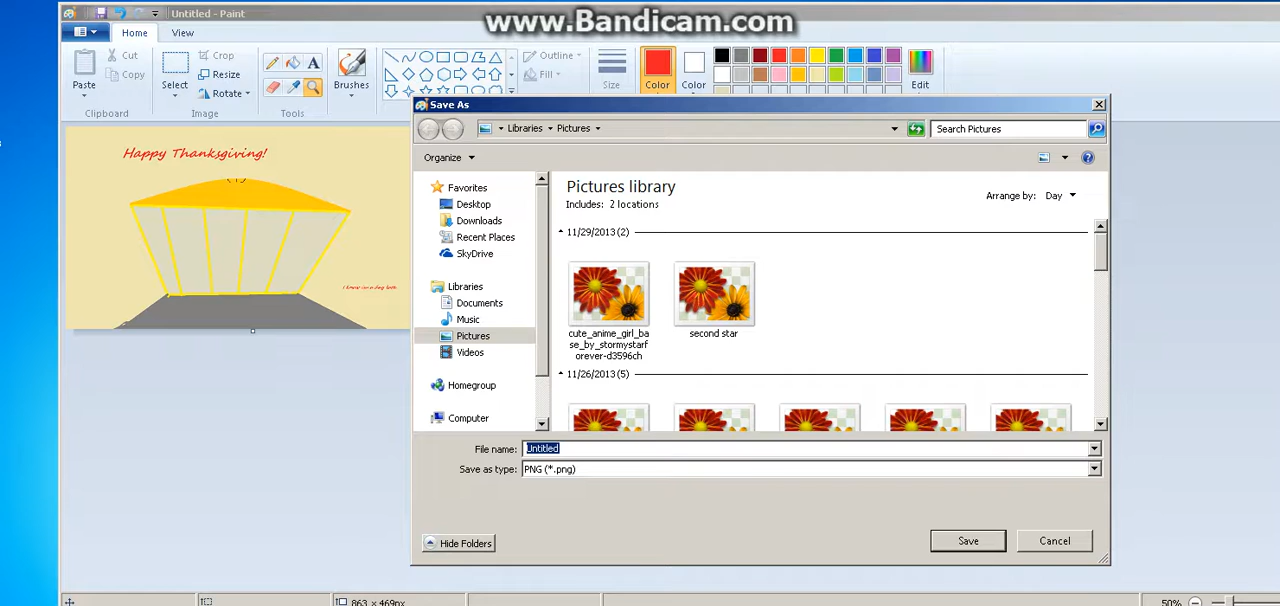 www.Bandicam.com
Untitled - Paint
Home
View
Paste
Cut
Copy
Clipboard
Select
Crop
Resize
Rotate
Image
Tools
Brushes
Outline
Fill
Size
Color
Color
Edit
Happy Thanksgiving!
Save As
Libraries
Pictures
Search Pictures
Organize
Favorites
Desktop
Downloads
Recent Places
SkyDrive
Libraries
Documents
Music
Pictures
Videos
Homegroup
Computer
Pictures library
Includes: 2 locations
Arrange by: Day
11/29/2013 (2)
cute_anime_girl_ba
se_by_stormystarf
orever-d3596ch
second star
11/26/2013 (5)
File name: Untitled
Save as type: PNG (*.png)
Hide Folders
Save
Cancel
863 × 469px
50%